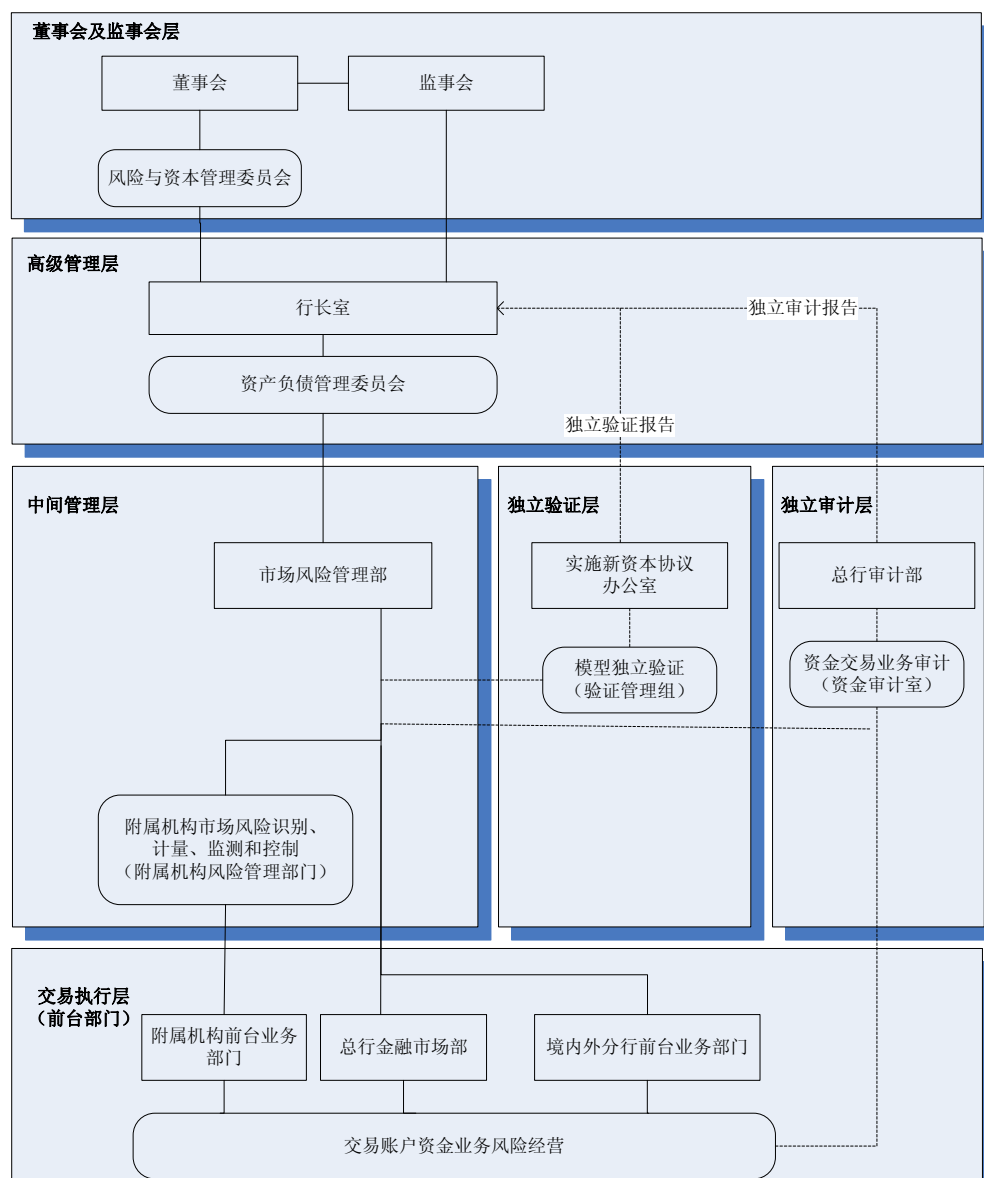 董事会及监事会层
董事会
监事会
风险与资本管理委员会
高级管理层
行长室
独立审计报告
资产负债管理委员会
独立验证报告
中间管理层
独立验证层
独立审计层
市场风险管理部
实施新资本协议
办公室
总行审计部
模型独立验证
（验证管理组）
资金交易业务审计
（资金审计室）
附属机构市场风险识别、
计量、监测和控制
（附属机构风险管理部门）
交易执行层
（前台部门）
附属机构前台业务
部门
总行金融市场部
境内外分行前台业务部门
交易账户资金业务风险经营